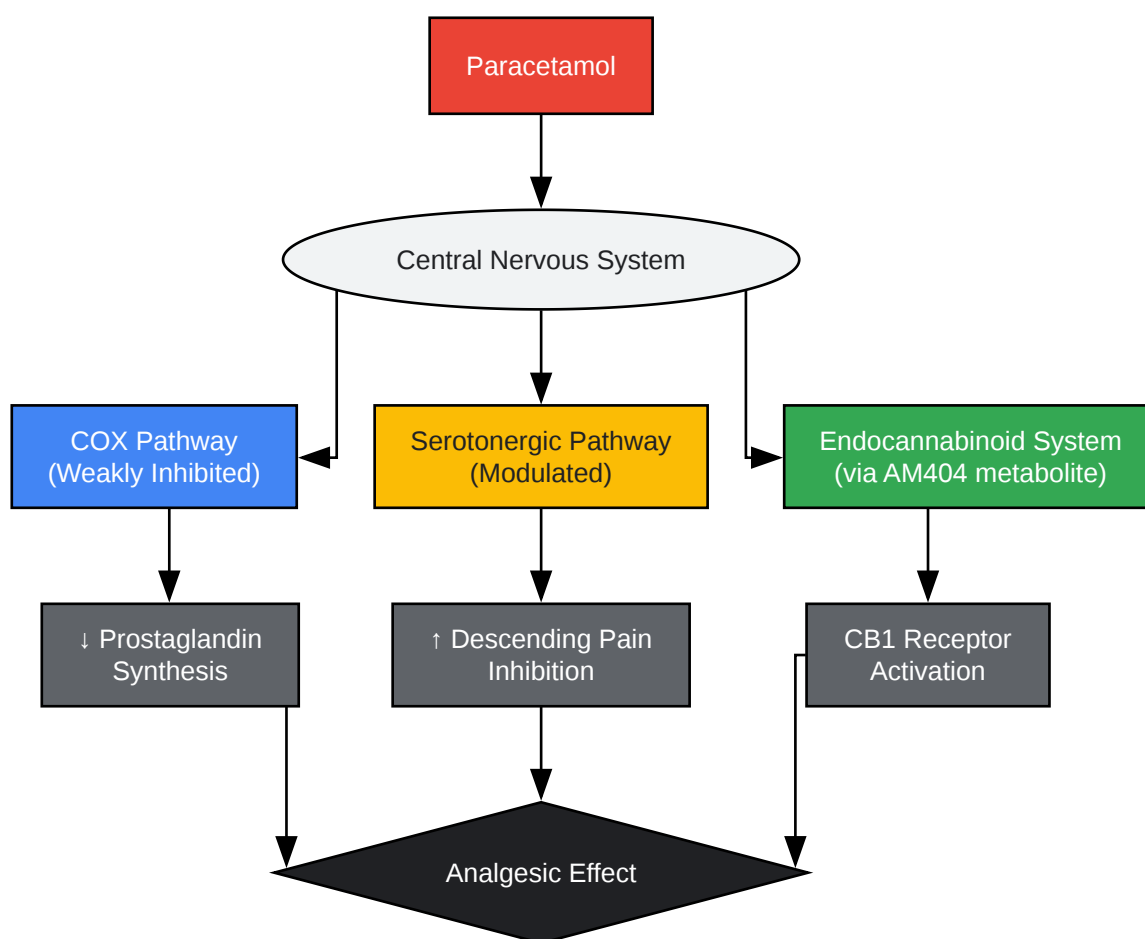 Paracetamol
Central Nervous System
COX Pathway
(Weakly Inhibited)
Serotonergic Pathway
(Modulated)
Endocannabinoid System
(via AM404 metabolite)
↓ Prostaglandin
Synthesis
↑ Descending Pain
Inhibition
CB1 Receptor
Activation
Analgesic Effect